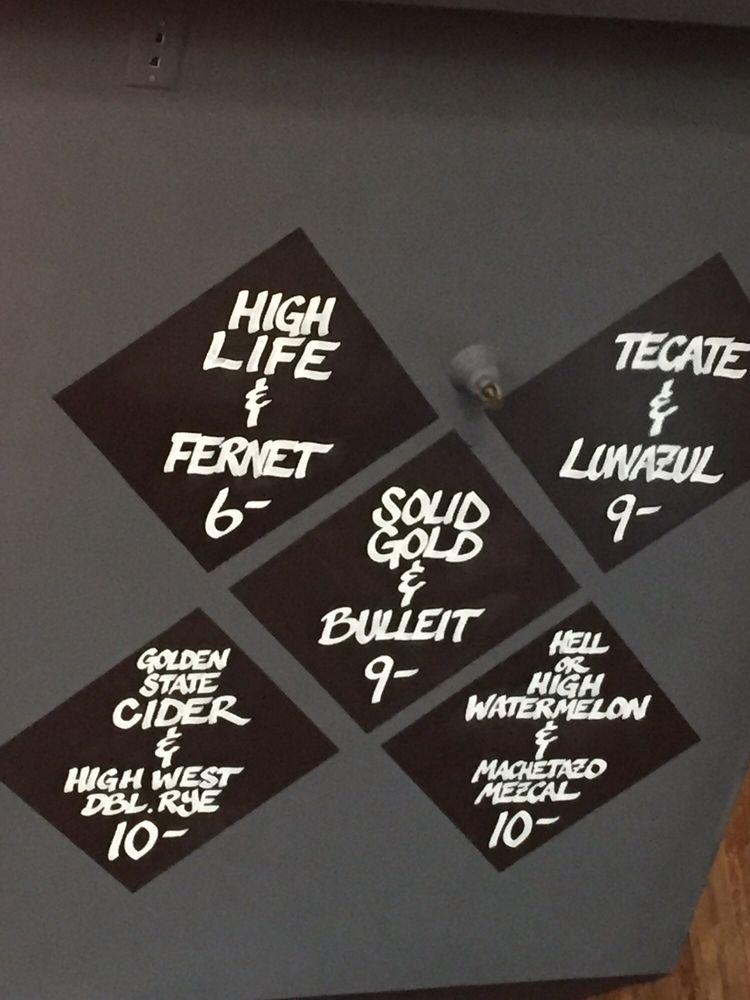 HIGH
LIFE
&
FERNET
6-
TECATE
&
LUNAZUL
9-
SOLID
GOLD
&
BULLEIT
9-
GOLDEN
STATE
CIDER
&
HIGH WEST
DBL. RYE
10-
HELL
OR
HIGH
WATERMELON
&
MACHETAZO
MEZCAL
10-